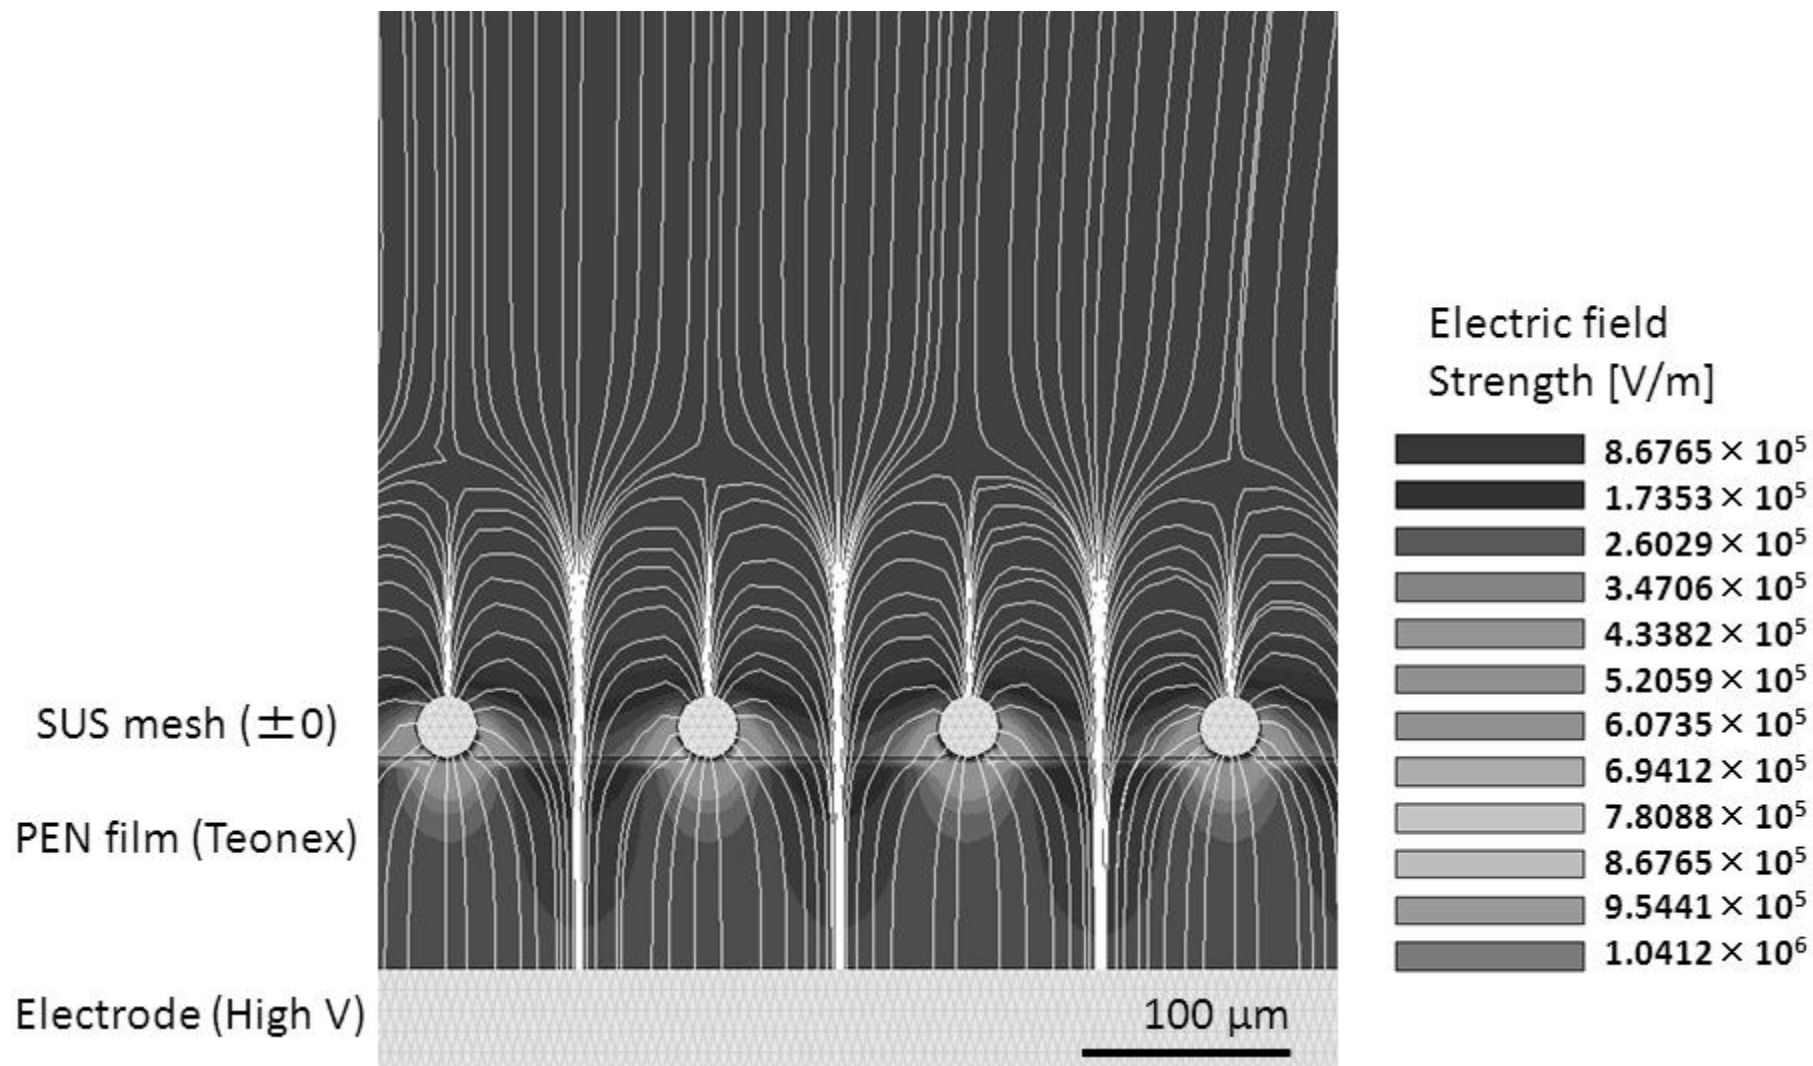 Electric field
Strength [V/m]
8.6765 × 10⁵
1.7353 × 10⁵
2.6029 × 10⁵
3.4706 × 10⁵
4.3382 × 10⁵
5.2059 × 10⁵
6.0735 × 10⁵
6.9412 × 10⁵
7.8088 × 10⁵
8.6765 × 10⁵
9.5441 × 10⁵
1.0412 × 10⁶
SUS mesh (±0)
PEN film (Teonex)
Electrode (High V)
100 μm